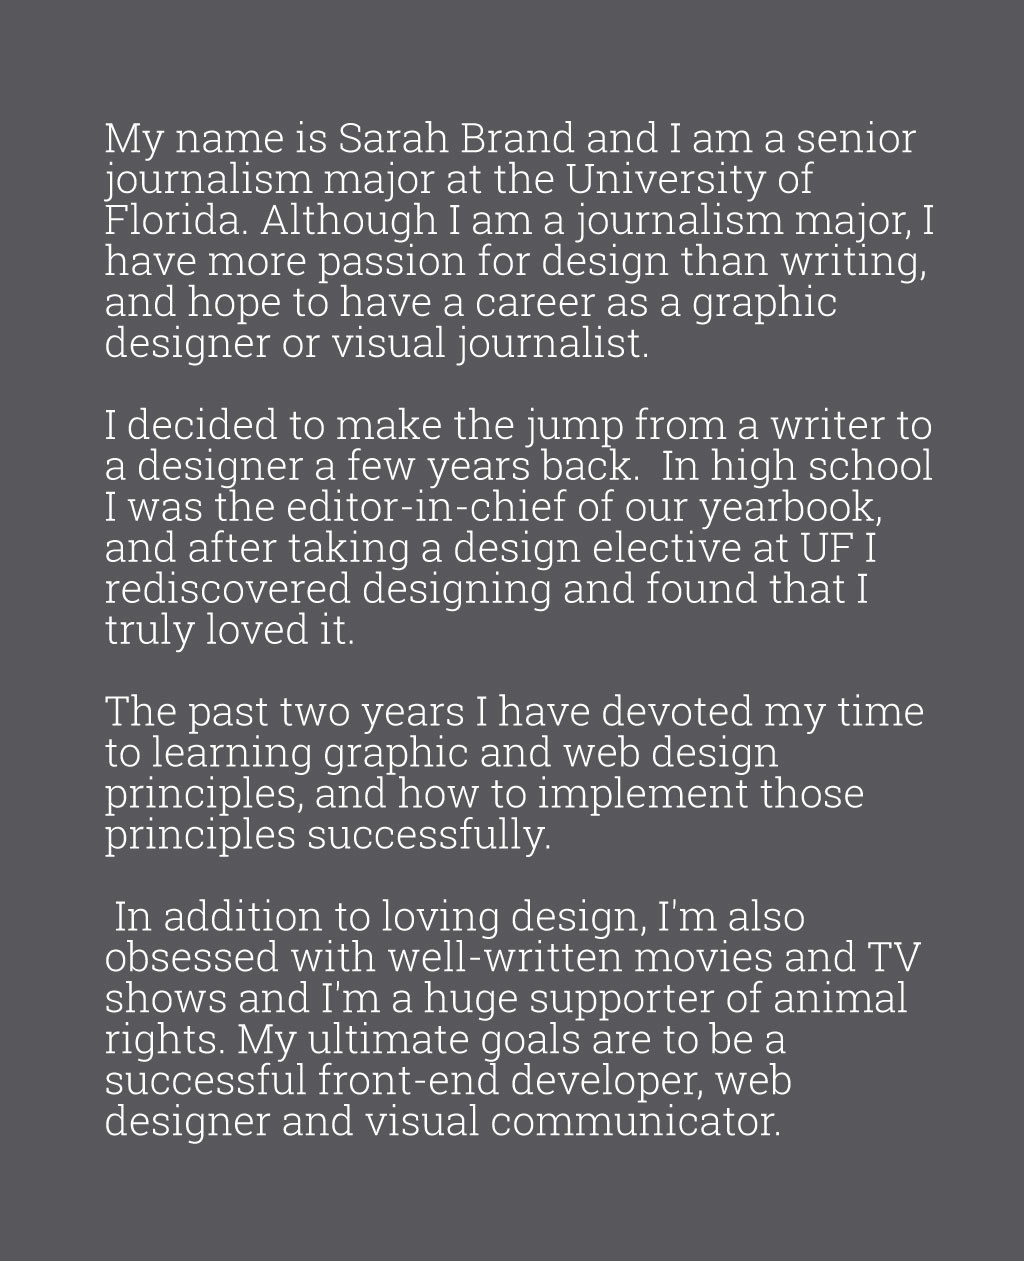 My name is Sarah Brand and I am a senior
journalism major at the University of
Florida. Although I am a journalism major, I
have more passion for design than writing,
and hope to have a career as a graphic
designer or visual journalist.
I decided to make the jump from a writer to
a designer a few years back.  In high school
I was the editor-in-chief of our yearbook,
and after taking a design elective at UF I
rediscovered designing and found that I
truly loved it.
The past two years I have devoted my time
to learning graphic and web design
principles, and how to implement those
principles successfully.
In addition to loving design, I'm also
obsessed with well-written movies and TV
shows and I'm a huge supporter of animal
rights. My ultimate goals are to be a
successful front-end developer, web
designer and visual communicator.